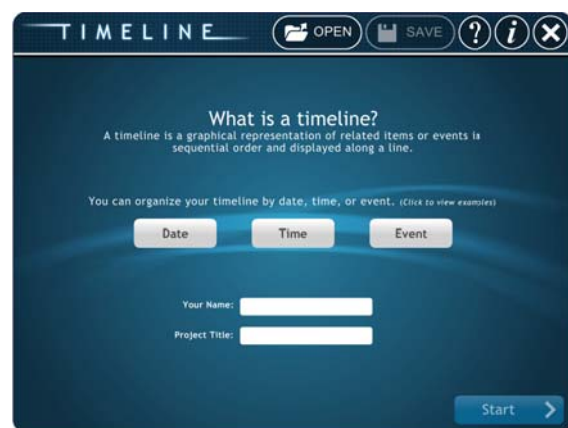 TIMELINE
OPEN
SAVE
?
i
What is a timeline?
A timeline is a graphical representation of related items or events is
sequential order and displayed along a line.
You can organize your timeline by date, time, or event. (Click to view examples)
Date
Time
Event
Your Name:
Project Title:
Start